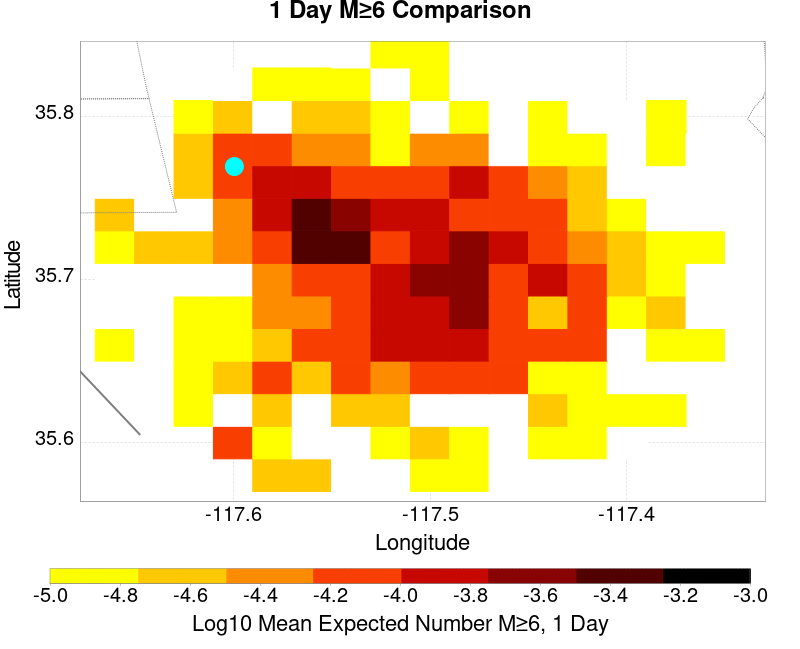 1 Day M≥6 Comparison
35.8
35.7
35.6
Latitude
-117.6 -117.5 -117.4
Longitude
-5.0 -4.8 -4.6 -4.4 -4.2 -4.0 -3.8 -3.6 -3.4 -3.2 -3.0
Log10 Mean Expected Number M≥6, 1 Day